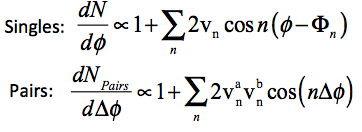 Singles: dN/dϕ ∝ 1+∑ₙ 2vₙ cos n(ϕ−Φₙ)
Pairs: dN_Pairs/dΔϕ ∝ 1+∑ₙ 2vₙᵃvₙᵇ cos(nΔϕ)